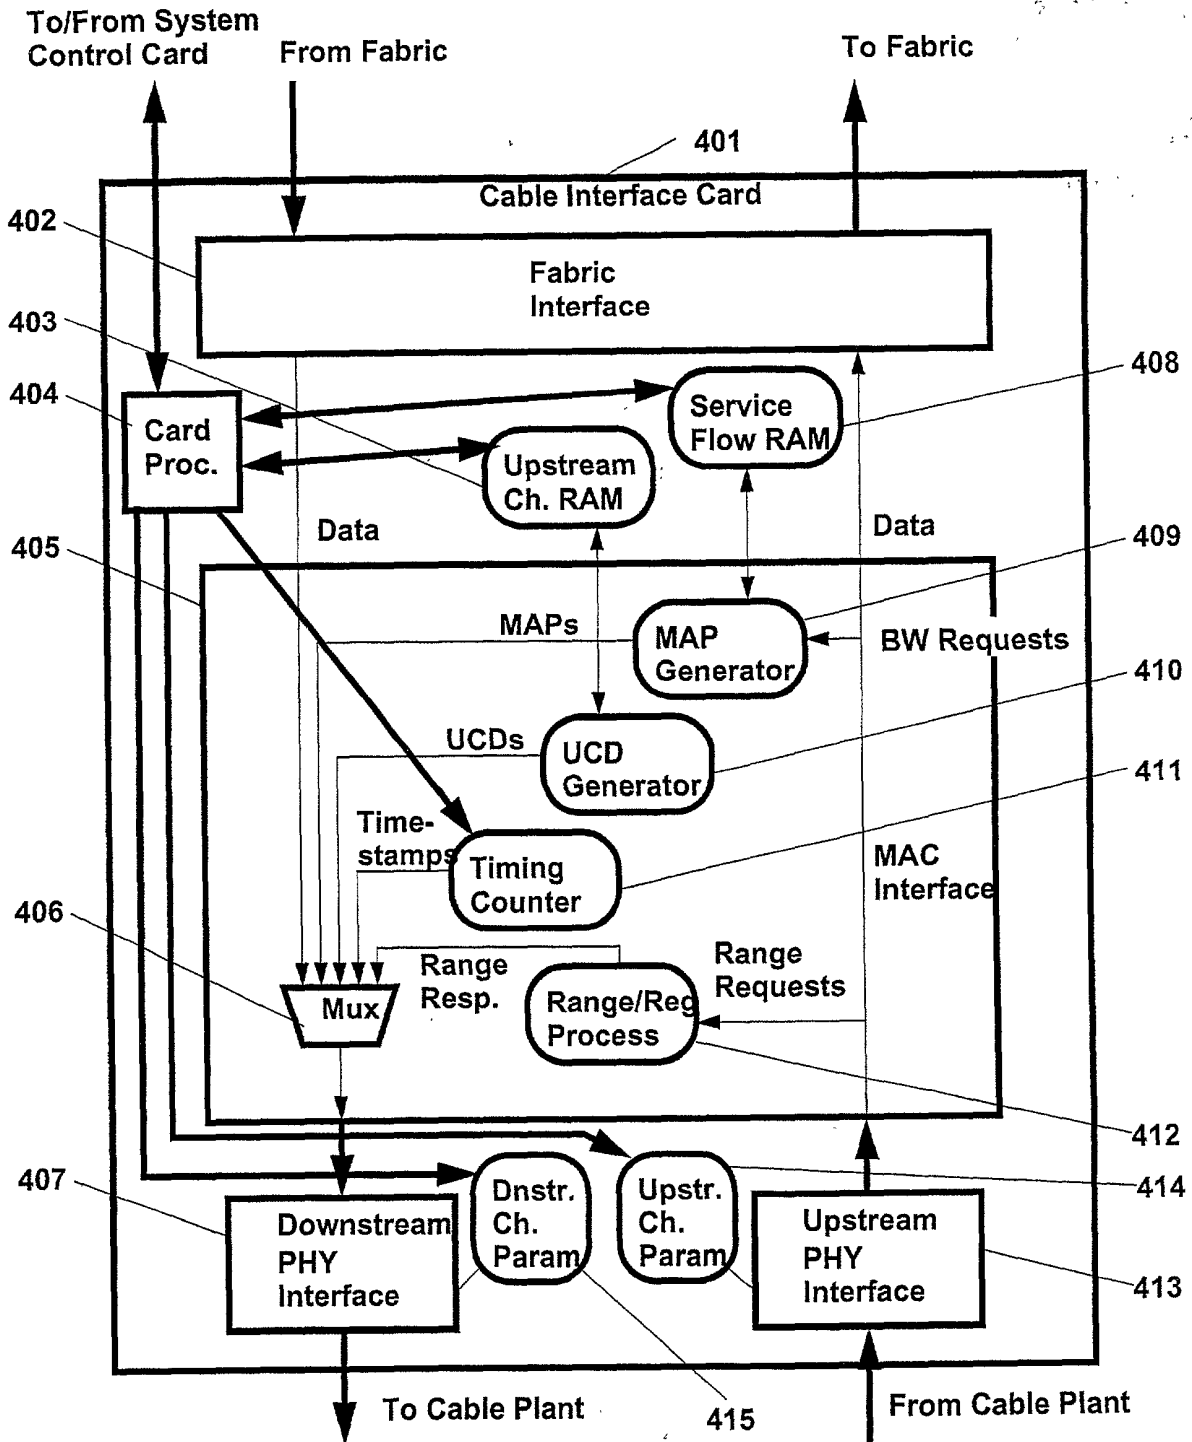 To/From System
Control Card
From Fabric
To Fabric
401
Cable Interface Card
402
Fabric
Interface
403
408
404
Card
Proc.
Service
Flow RAM
Upstream
Ch. RAM
Data
Data
409
405
MAPs
MAP
Generator
BW Requests
410
UCDs
UCD
Generator
411
Time-
stamps
Timing
Counter
MAC
Interface
406
Range
Resp.
Range
Requests
Mux
Range/Reg
Process
412
407
414
Dnstr.
Ch.
Param
Upstr.
Ch.
Param
Downstream
PHY
Interface
Upstream
PHY
Interface
413
To Cable Plant
415
From Cable Plant